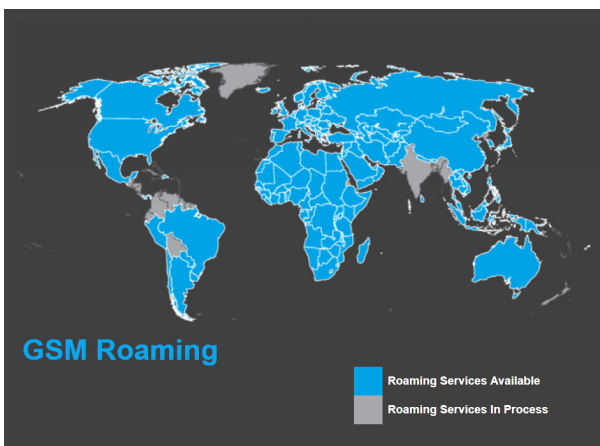 GSM Roaming
Roaming Services Available
Roaming Services In Process